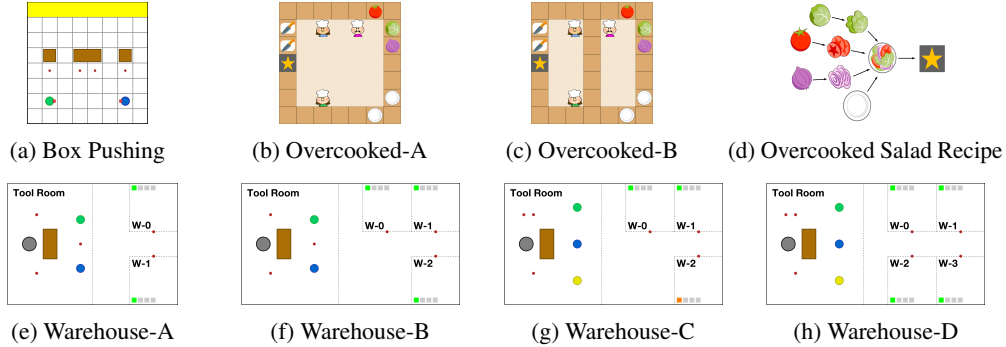 (a) Box Pushing
(b) Overcooked-A
(c) Overcooked-B
(d) Overcooked Salad Recipe
Tool Room
W-0
W-1
(e) Warehouse-A
Tool Room
W-0
W-1
W-2
(f) Warehouse-B
Tool Room
W-0
W-1
W-2
(g) Warehouse-C
Tool Room
W-0
W-1
W-2
W-3
(h) Warehouse-D